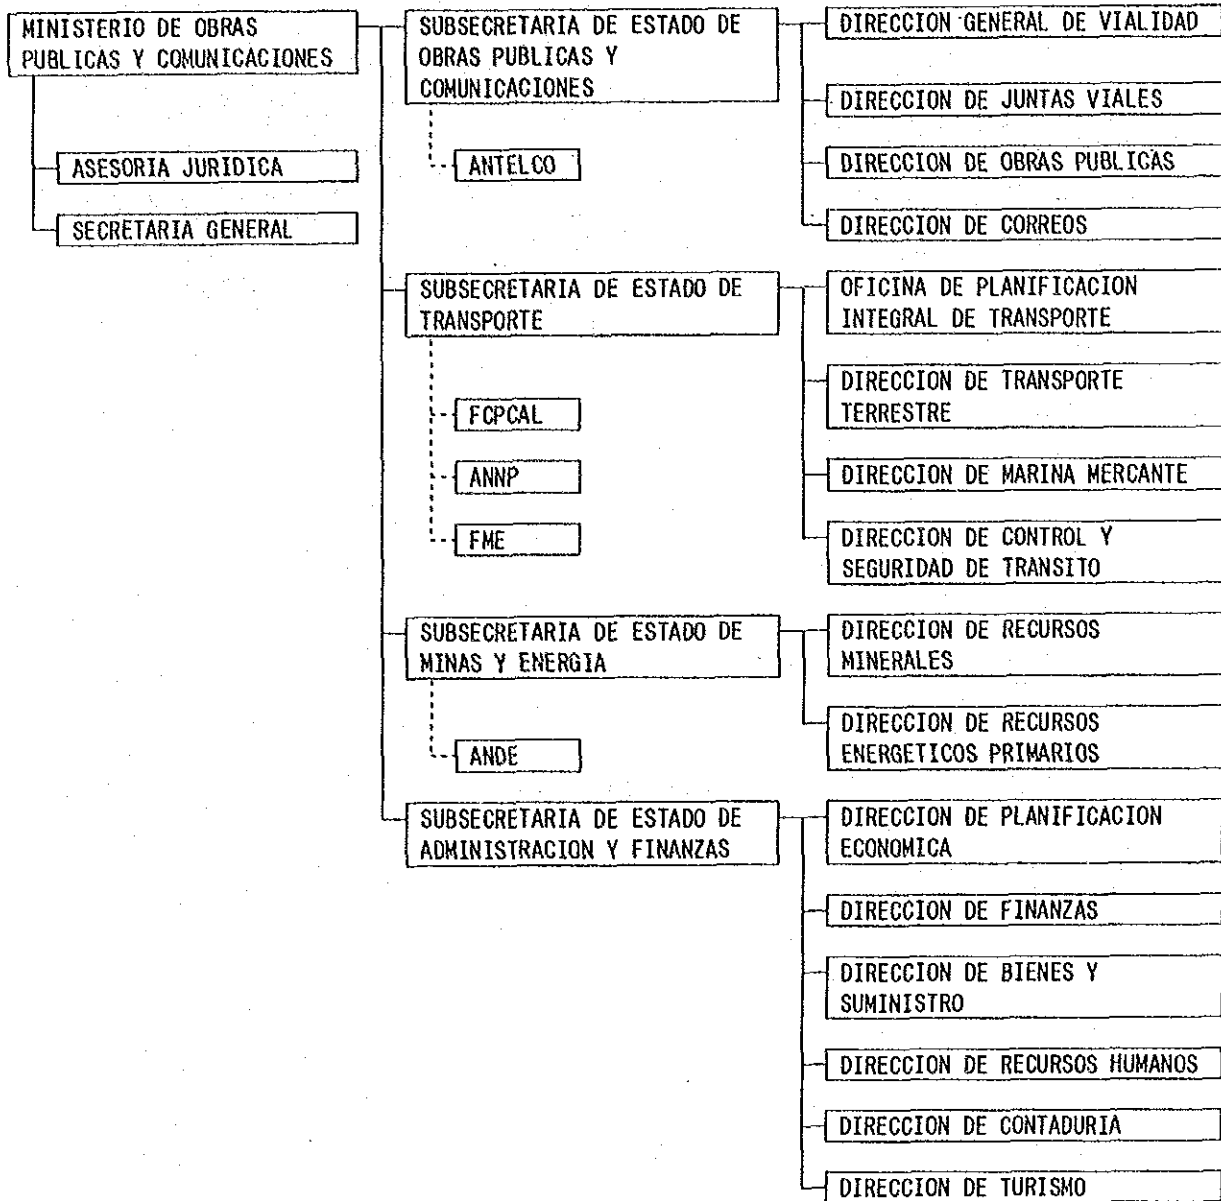 MINISTERIO DE OBRAS
PUBLICAS Y COMUNICACIONES
ASESORIA JURIDICA
SECRETARIA GENERAL
SUBSECRETARIA DE ESTADO DE
OBRAS PUBLICAS Y
COMUNICACIONES
ANTELCO
DIRECCION GENERAL DE VIALIDAD
DIRECCION DE JUNTAS VIALES
DIRECCION DE OBRAS PUBLICAS
DIRECCION DE CORREOS
SUBSECRETARIA DE ESTADO DE
TRANSPORTE
FCPCAL
ANNP
FME
OFICINA DE PLANIFICACION
INTEGRAL DE TRANSPORTE
DIRECCION DE TRANSPORTE
TERRESTRE
DIRECCION DE MARINA MERCANTE
DIRECCION DE CONTROL Y
SEGURIDAD DE TRANSITO
SUBSECRETARIA DE ESTADO DE
MINAS Y ENERGIA
ANDE
DIRECCION DE RECURSOS
MINERALES
DIRECCION DE RECURSOS
ENERGETICOS PRIMARIOS
SUBSECRETARIA DE ESTADO DE
ADMINISTRACION Y FINANZAS
DIRECCION DE PLANIFICACION
ECONOMICA
DIRECCION DE FINANZAS
DIRECCION DE BIENES Y
SUMINISTRO
DIRECCION DE RECURSOS HUMANOS
DIRECCION DE CONTADURIA
DIRECCION DE TURISMO